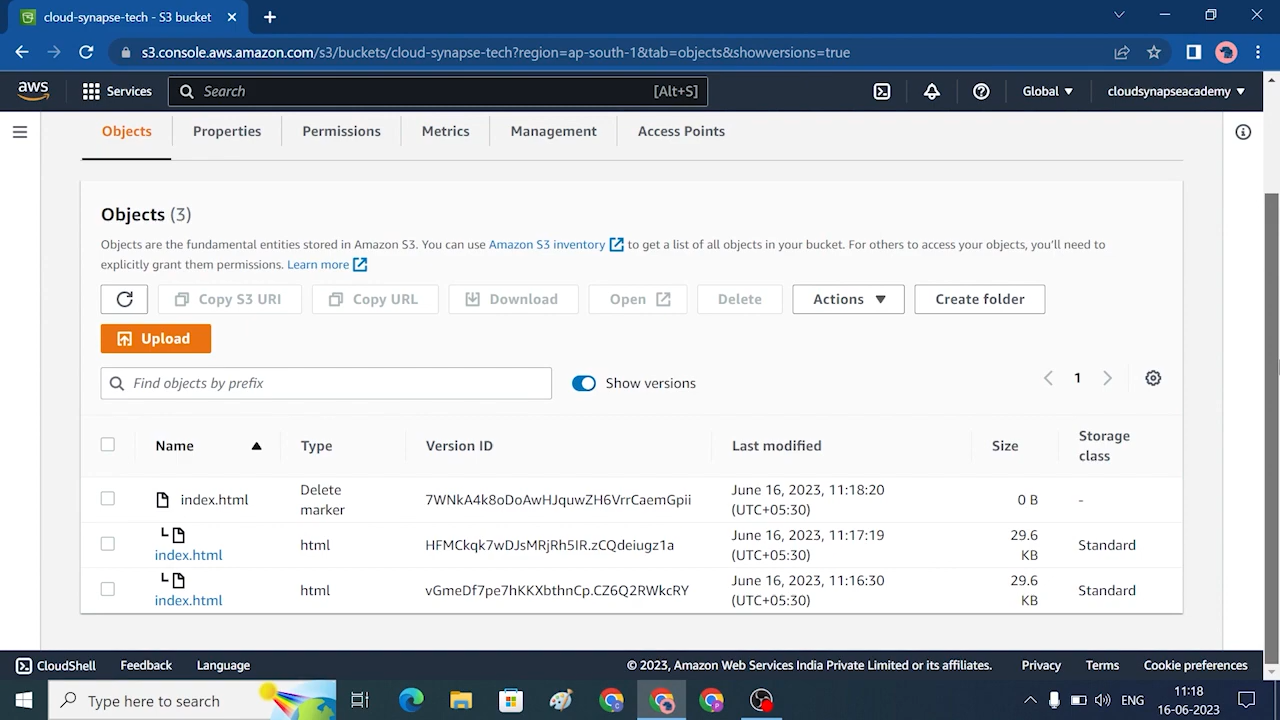 cloud-synapse-tech - S3 bucket
s3.console.aws.amazon.com/s3/buckets/cloud-synapse-tech?region=ap-south-1&tab=objects&showversions=true
aws
Services
Search
[Alt+S]
Global
cloudsynapseacademy
Objects
Properties
Permissions
Metrics
Management
Access Points
Objects (3)
Objects are the fundamental entities stored in Amazon S3. You can use Amazon S3 inventory to get a list of all objects in your bucket. For others to access your objects, you'll need to
explicitly grant them permissions. Learn more
Copy S3 URI
Copy URL
Download
Open
Delete
Actions
Create folder
Upload
Find objects by prefix
Show versions
1
Name
Type
Version ID
Last modified
Size
Storage
class
index.html
Delete
marker
7WNkA4k8oDoAwHJquwZH6VrrCaemGpii
June 16, 2023, 11:18:20
(UTC+05:30)
0 B
-
index.html
html
HFMCkqk7wDJsMRjRh5IR.zCQdeiugz1a
June 16, 2023, 11:17:19
(UTC+05:30)
29.6
KB
Standard
index.html
html
vGmeDf7pe7hKKXbthnCp.CZ6Q2RWkcRY
June 16, 2023, 11:16:30
(UTC+05:30)
29.6
KB
Standard
CloudShell
Feedback
Language
© 2023, Amazon Web Services India Private Limited or its affiliates.
Privacy
Terms
Cookie preferences
Type here to search
ENG
11:18
16-06-2023